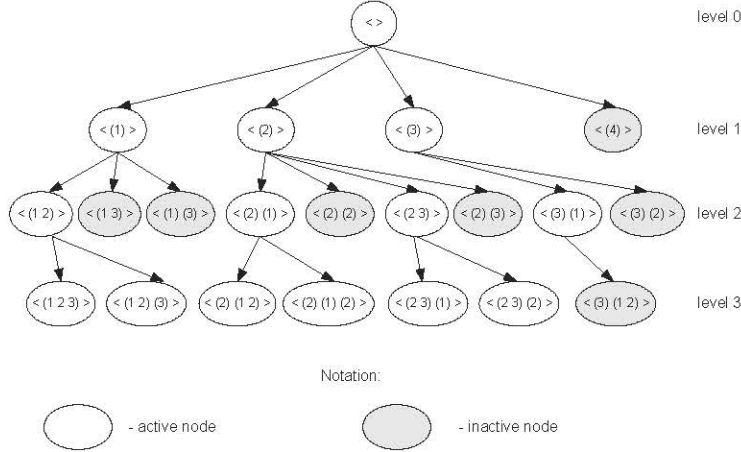 < > level 0
< (1) > < (2) > < (3) > < (4) > level 1
< (1 2) > < (1 3) > < (1) (3) > < (2) (1) > < (2) (2) > < (2 3) > < (2) (3) > < (3) (1) > < (3) (2) > level 2
< (1 2 3) > < (1 2) (3) > < (2) (1 2) > < (2) (1) (2) > < (2 3) (1) > < (2 3) (2) > < (3) (1 2) > level 3
Notation:
- active node - inactive node